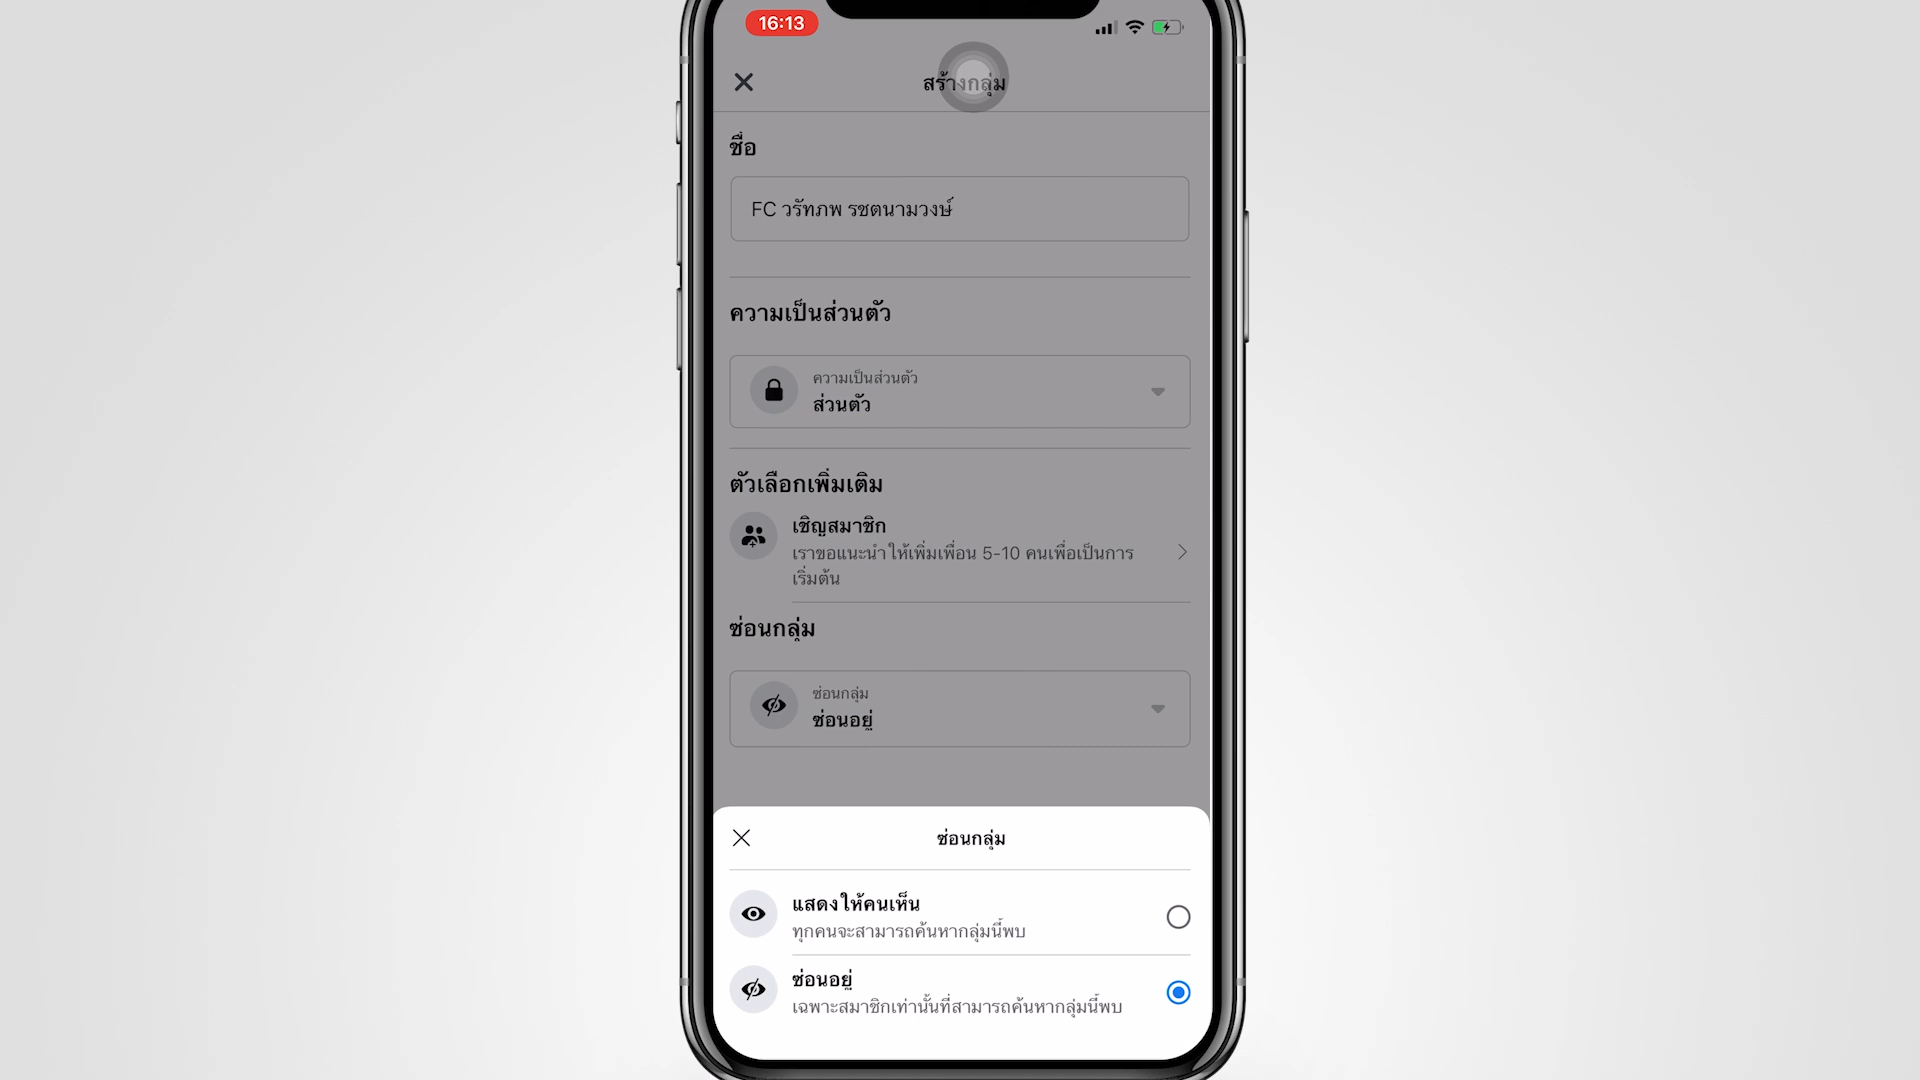 16:13
สร้างกลุ่ม
ชื่อ
FC วรัทภพ รชตนามวงษ์
ความเป็นส่วนตัว
ความเป็นส่วนตัว
ส่วนตัว
ตัวเลือกเพิ่มเติม
เชิญสมาชิก
เราขอแนะนำให้เพิ่มเพื่อน 5-10 คนเพื่อเป็นการ
เริ่มต้น
ซ่อนกลุ่ม
ซ่อนกลุ่ม
ซ่อนอยู่
ซ่อนกลุ่ม
แสดงให้คนเห็น
ทุกคนจะสามารถค้นหากลุ่มนี้พบ
ซ่อนอยู่
เฉพาะสมาชิกเท่านั้นที่สามารถค้นหากลุ่มนี้พบ